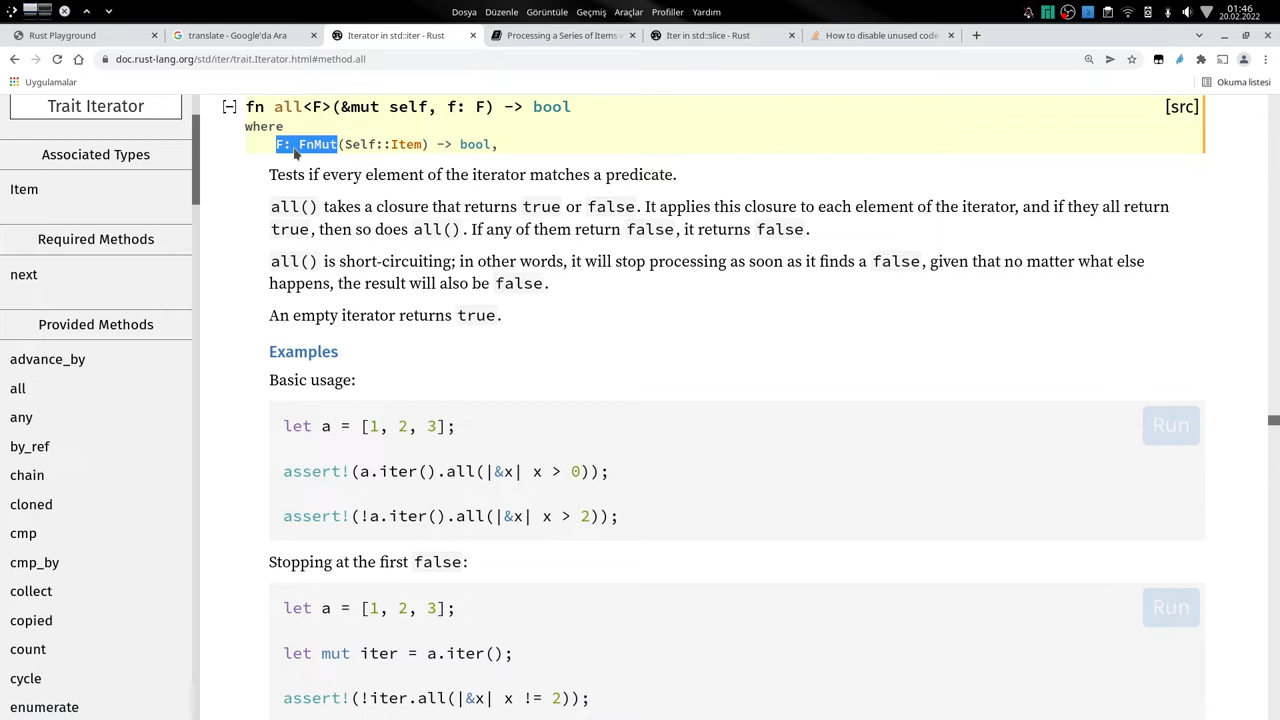 Dosya Düzenle Görüntüle Geçmiş Araçlar Profiller Yardım
01:46
20.02.2022
Rust Playground
translate - Google'da Ara
Iterator in std::iter - Rust
Processing a Series of Items w
Iter in std::slice - Rust
How to disable unused code
doc.rust-lang.org/std/iter/trait.Iterator.html#method.all
Uygulamalar
Okuma listesi
Trait Iterator
Associated Types
Item
Required Methods
next
Provided Methods
advance_by
all
any
by_ref
chain
cloned
cmp
cmp_by
collect
copied
count
cycle
enumerate
[-] fn all<F>(&mut self, f: F) -> bool
[src]
where
F: FnMut(Self::Item) -> bool,
Tests if every element of the iterator matches a predicate.
all() takes a closure that returns true or false. It applies this closure to each element of the iterator, and if they all return
true, then so does all(). If any of them return false, it returns false.
all() is short-circuiting; in other words, it will stop processing as soon as it finds a false, given that no matter what else
happens, the result will also be false.
An empty iterator returns true.
Examples
Basic usage:
let a = [1, 2, 3];
Run
assert!(a.iter().all(|&x| x > 0));
assert!(!a.iter().all(|&x| x > 2));
Stopping at the first false:
let a = [1, 2, 3];
Run
let mut iter = a.iter();
assert!(!iter.all(|&x| x != 2));